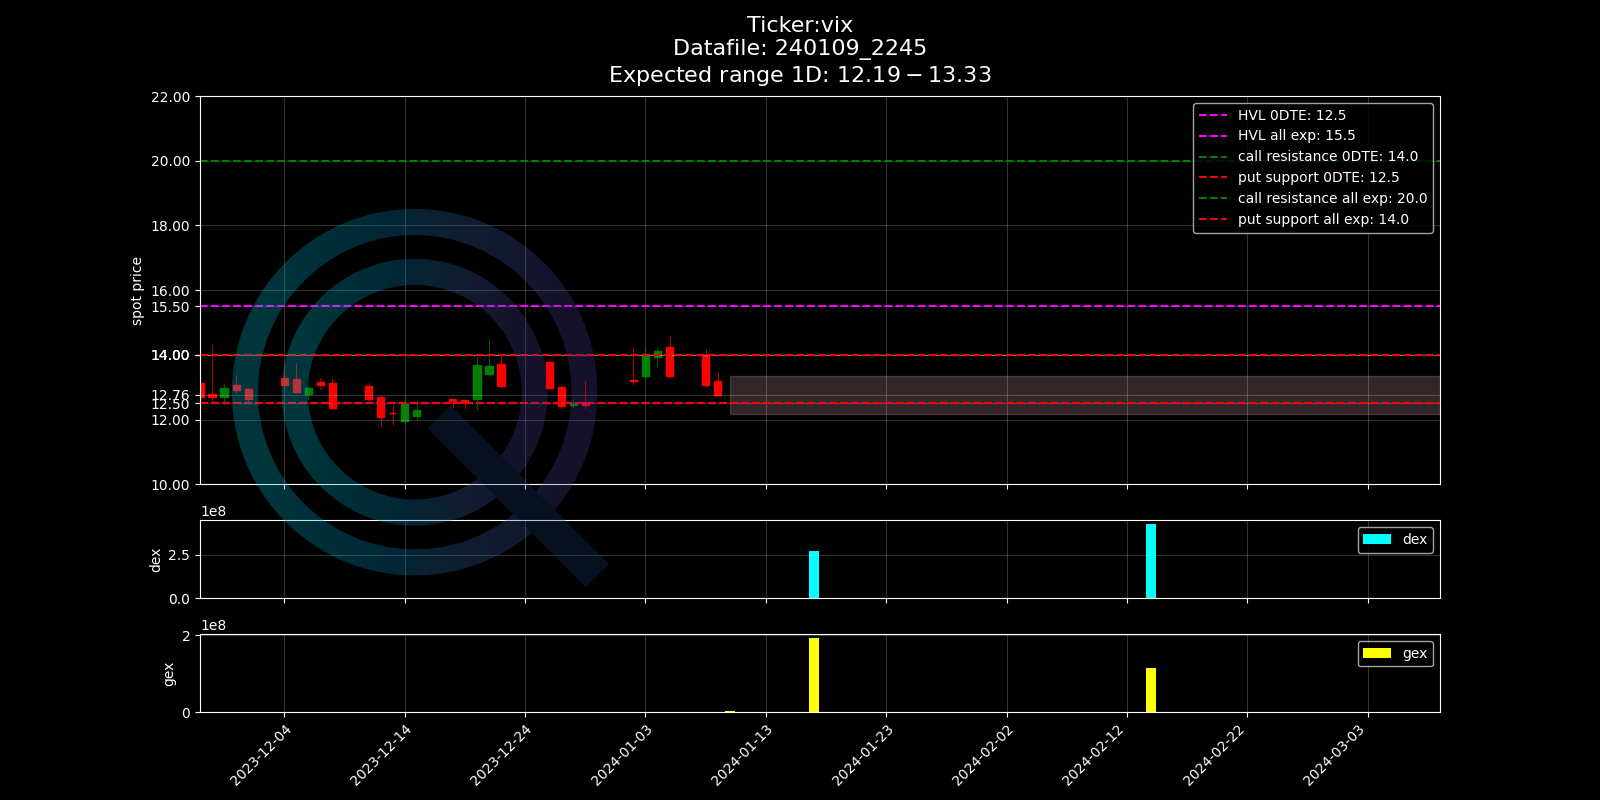 Ticker:vix
Datafile: 240109_2245
Expected range 1D: 12.19 − 13.33
22.00
20.00
18.00
16.00
15.50
14.00
12.76
12.50
12.00
10.00
spot price
HVL 0DTE: 12.5
HVL all exp: 15.5
call resistance 0DTE: 14.0
put support 0DTE: 12.5
call resistance all exp: 20.0
put support all exp: 14.0
1e8
2.5
0.0
dex
dex
1e8
2
0
gex
gex
2023-12-04
2023-12-14
2023-12-24
2024-01-03
2024-01-13
2024-01-23
2024-02-02
2024-02-12
2024-02-22
2024-03-03